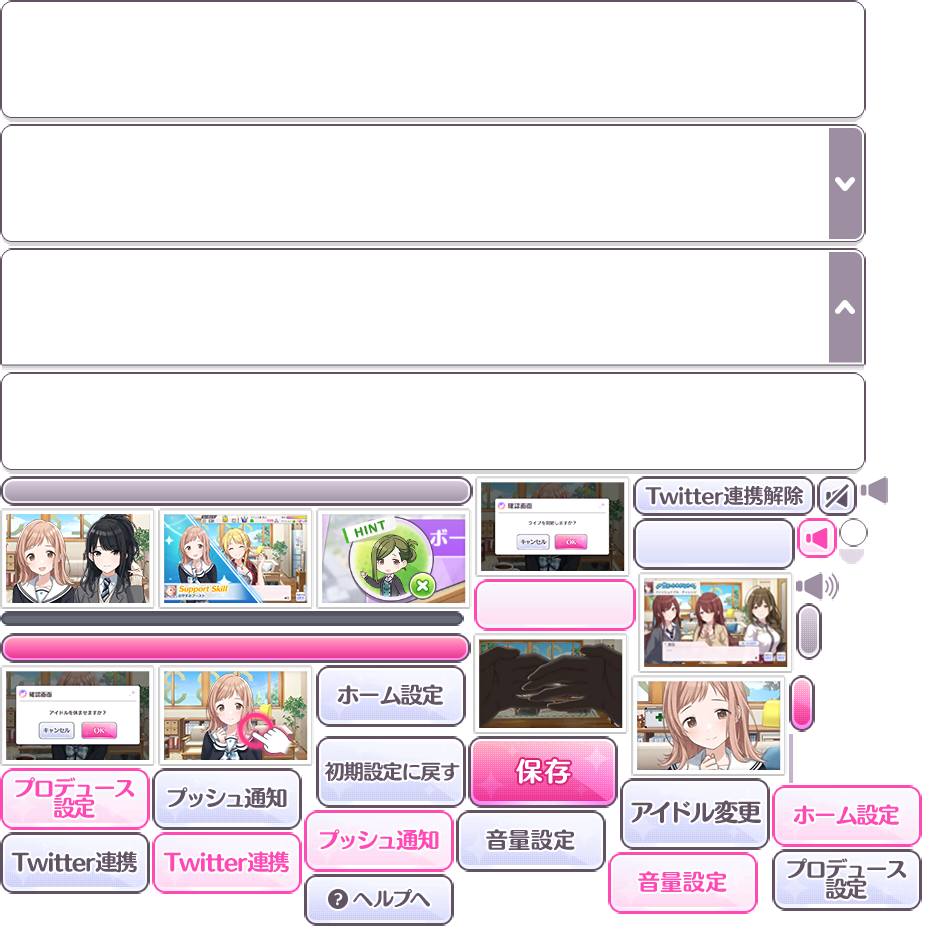 確認画面
ライブを開始しますか?
キャンセル
OK
Twitter連携解除
HINT
ボー
Support Skill
確認画面
アイドルを休ませますか?
キャンセル
OK
ホーム設定
初期設定に戻す
保存
プロデュース
設定
プッシュ通知
アイドル変更
ホーム設定
プッシュ通知
音量設定
Twitter連携
Twitter連携
音量設定
プロデュース
設定
?ヘルプへ